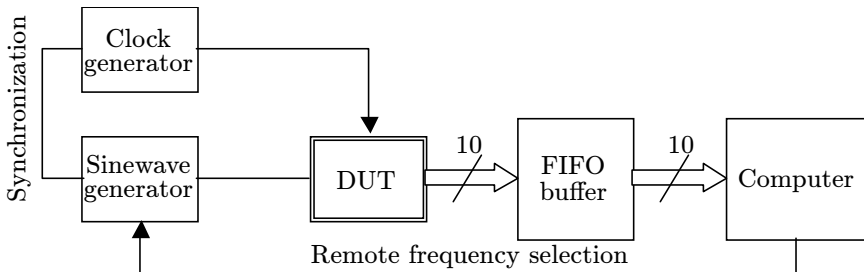 Synchronization
Clock
generator
Sinewave
generator
DUT
10
FIFO
buffer
10
Computer
Remote frequency selection